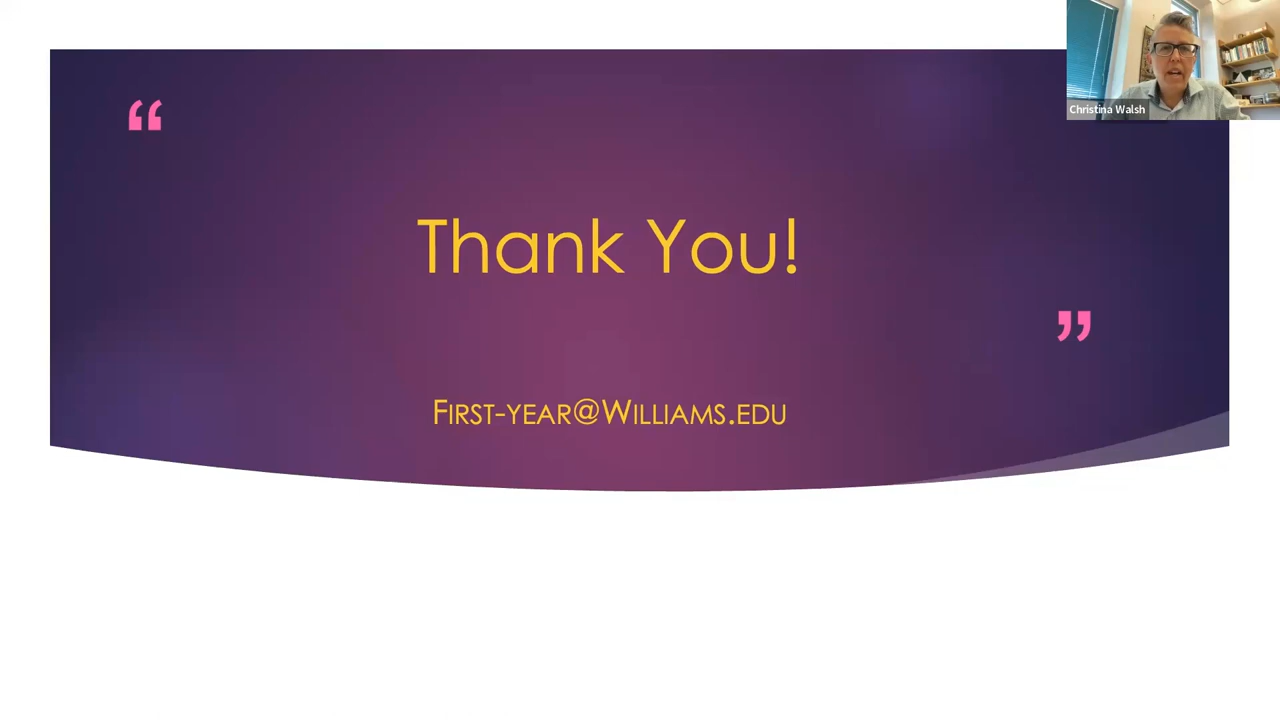 “
Thank You!
”
First-year@Williams.edu
Christina Walsh